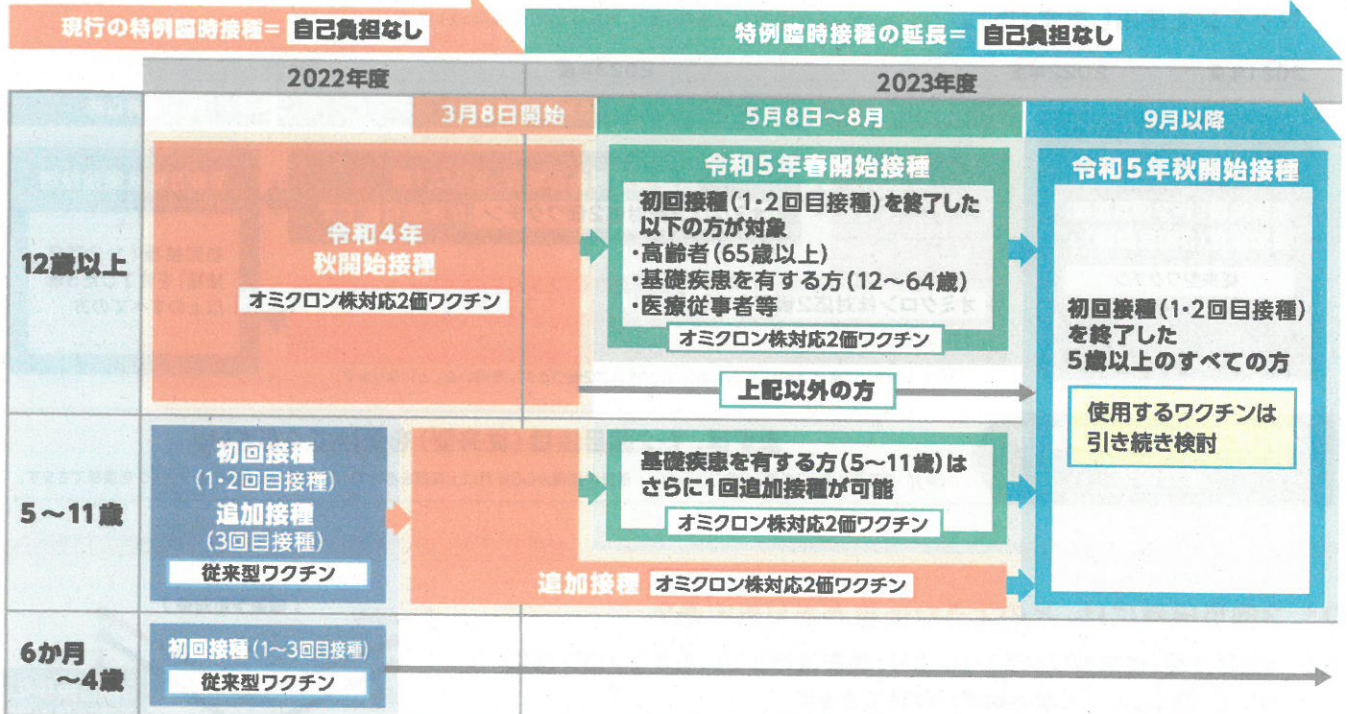 現行の特例臨時接種= 自己負担なし
特例臨時接種の延長= 自己負担なし
2022年度
2023年度
3月8日開始
5月8日～8月
9月以降
12歳以上
令和4年
秋開始接種
オミクロン株対応2価ワクチン
令和5年春開始接種
初回接種(1・2回目接種)を終了した
以下の方が対象
・高齢者(65歳以上)
・基礎疾患を有する方(12～64歳)
・医療従事者等
オミクロン株対応2価ワクチン
上記以外の方
令和5年秋開始接種
初回接種(1・2回目接種)
を終了した
5歳以上のすべての方
使用するワクチンは
引き続き検討
5～11歳
初回接種
(1・2回目接種)
追加接種
(3回目接種)
従来型ワクチン
基礎疾患を有する方(5～11歳)は
さらに1回追加接種が可能
オミクロン株対応2価ワクチン
追加接種 オミクロン株対応2価ワクチン
6か月
～4歳
初回接種(1～3回目接種)
従来型ワクチン